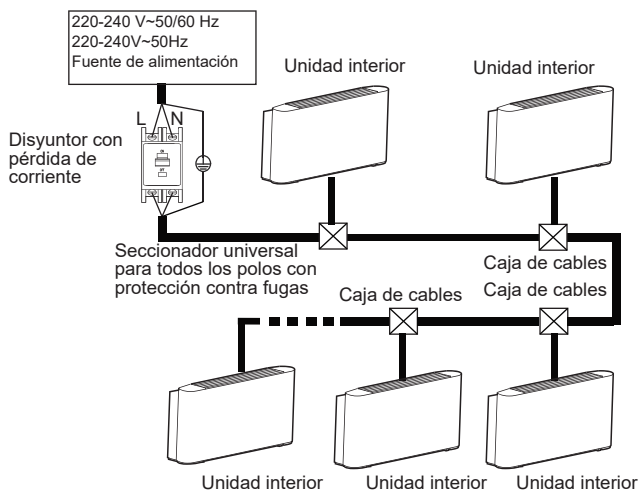 220-240 V~50/60 Hz
220-240V~50Hz
Fuente de alimentación
Unidad interior
Unidad interior
L N
Disyuntor con
pérdida de
corriente
Seccionador universal
para todos los polos con
protección contra fugas
Caja de cables
Caja de cables
Caja de cables
Unidad interior
Unidad interior
Unidad interior